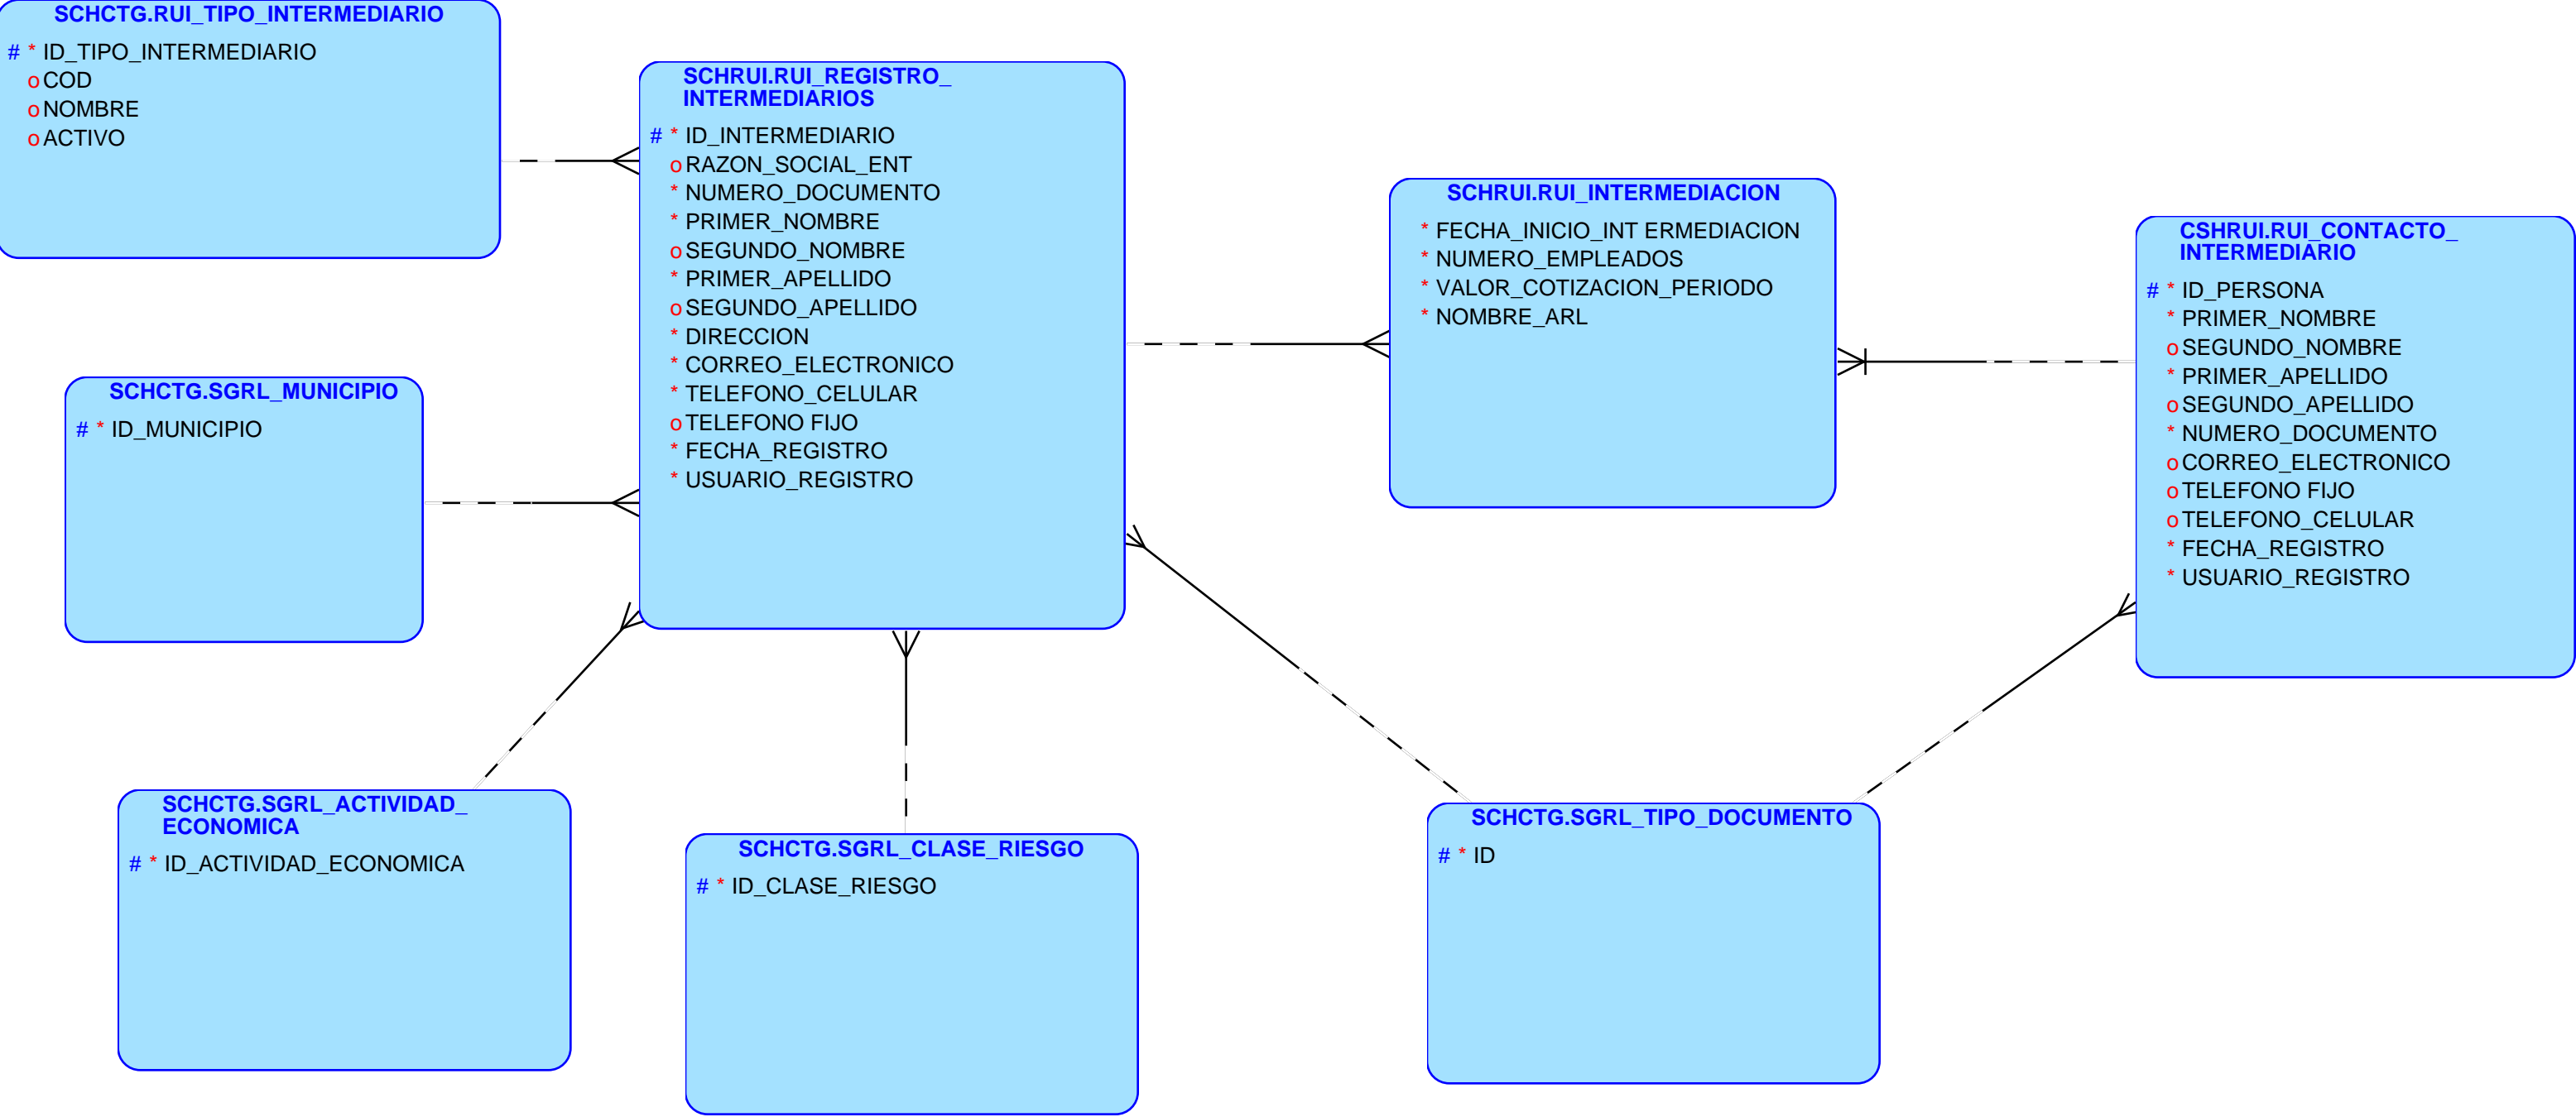 SCHCTG.RUI_TIPO_INTERMEDIARIO
# * ID_TIPO_INTERMEDIARIO
o COD
o NOMBRE
o ACTIVO
SCHRUI.RUI_REGISTRO_
INTERMEDIARIOS
# * ID_INTERMEDIARIO
o RAZON_SOCIAL_ENT
* NUMERO_DOCUMENTO
* PRIMER_NOMBRE
o SEGUNDO_NOMBRE
* PRIMER_APELLIDO
o SEGUNDO_APELLIDO
* DIRECCION
* CORREO_ELECTRONICO
* TELEFONO_CELULAR
o TELEFONO FIJO
* FECHA_REGISTRO
* USUARIO_REGISTRO
SCHRUI.RUI_INTERMEDIACION
* FECHA_INICIO_INT ERMEDIACION
* NUMERO_EMPLEADOS
* VALOR_COTIZACION_PERIODO
* NOMBRE_ARL
CSHRUI.RUI_CONTACTO_
INTERMEDIARIO
# * ID_PERSONA
* PRIMER_NOMBRE
o SEGUNDO_NOMBRE
* PRIMER_APELLIDO
o SEGUNDO_APELLIDO
* NUMERO_DOCUMENTO
o CORREO_ELECTRONICO
o TELEFONO FIJO
o TELEFONO_CELULAR
* FECHA_REGISTRO
* USUARIO_REGISTRO
SCHCTG.SGRL_MUNICIPIO
# * ID_MUNICIPIO
SCHCTG.SGRL_ACTIVIDAD_
ECONOMICA
# * ID_ACTIVIDAD_ECONOMICA
SCHCTG.SGRL_CLASE_RIESGO
# * ID_CLASE_RIESGO
SCHCTG.SGRL_TIPO_DOCUMENTO
# * ID